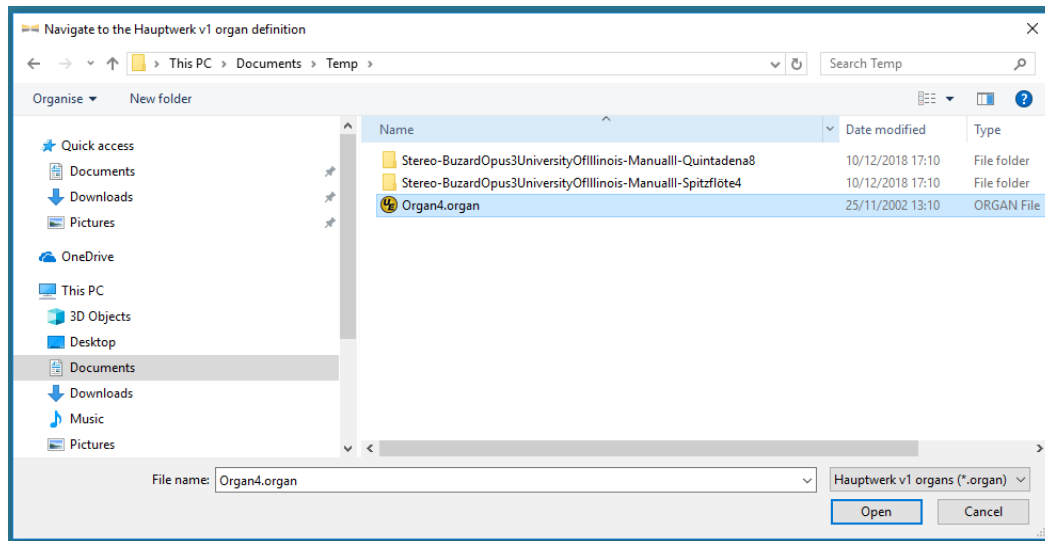 Navigate to the Hauptwerk v1 organ definition
This PC > Documents > Temp >
Search Temp
Organise
New folder
?
Name
Date modified
Type
Quick access
Documents
Downloads
Pictures
OneDrive
This PC
3D Objects
Desktop
Documents
Downloads
Music
Pictures
Stereo-BuzardOpus3UniversityOfIllinois-ManualII-Quintadena8 10/12/2018 17:10 File folder
Stereo-BuzardOpus3UniversityOfIllinois-ManualII-Spitzflöte4 10/12/2018 17:10 File folder
UE Organ4.organ 25/11/2002 13:10 ORGAN File
File name: Organ4.organ
Hauptwerk v1 organs (*.organ)
Open
Cancel